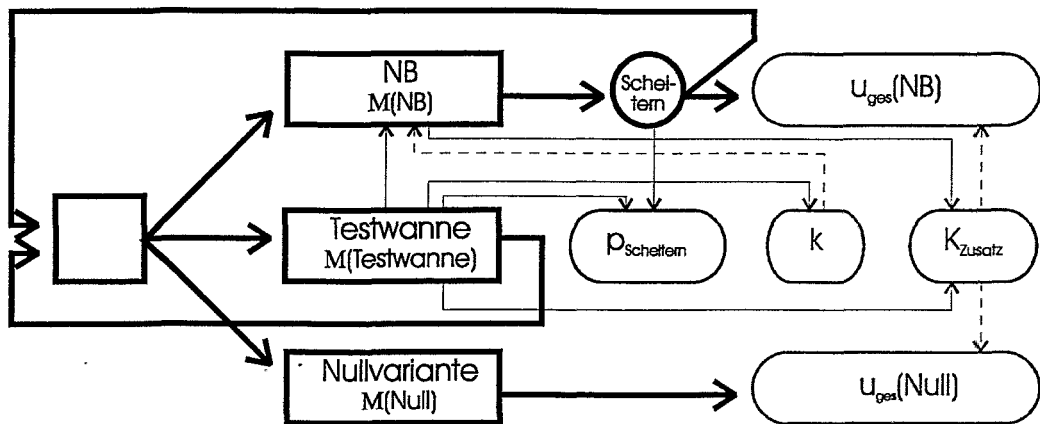 NB
M(NB)
Schei-
tern
u_ges(NB)
Testwanne
M(Testwanne)
p_Scheitern
k
K_Zusatz
Nullvariante
M(Null)
u_ges(Null)